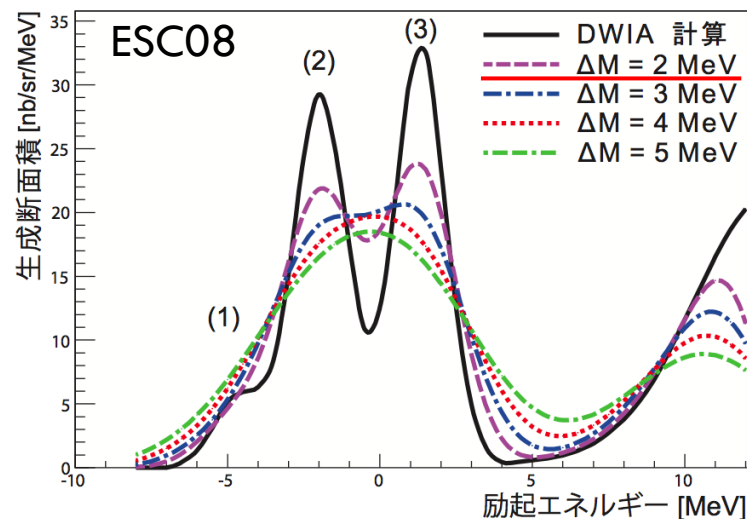 ESC08
(1)
(2)
(3)
DWIA 計算
ΔM = 2 MeV
ΔM = 3 MeV
ΔM = 4 MeV
ΔM = 5 MeV
生成断面積 [nb/sr/MeV]
35
30
25
20
15
10
5
0
-5
0
5
10
励起エネルギー [MeV]